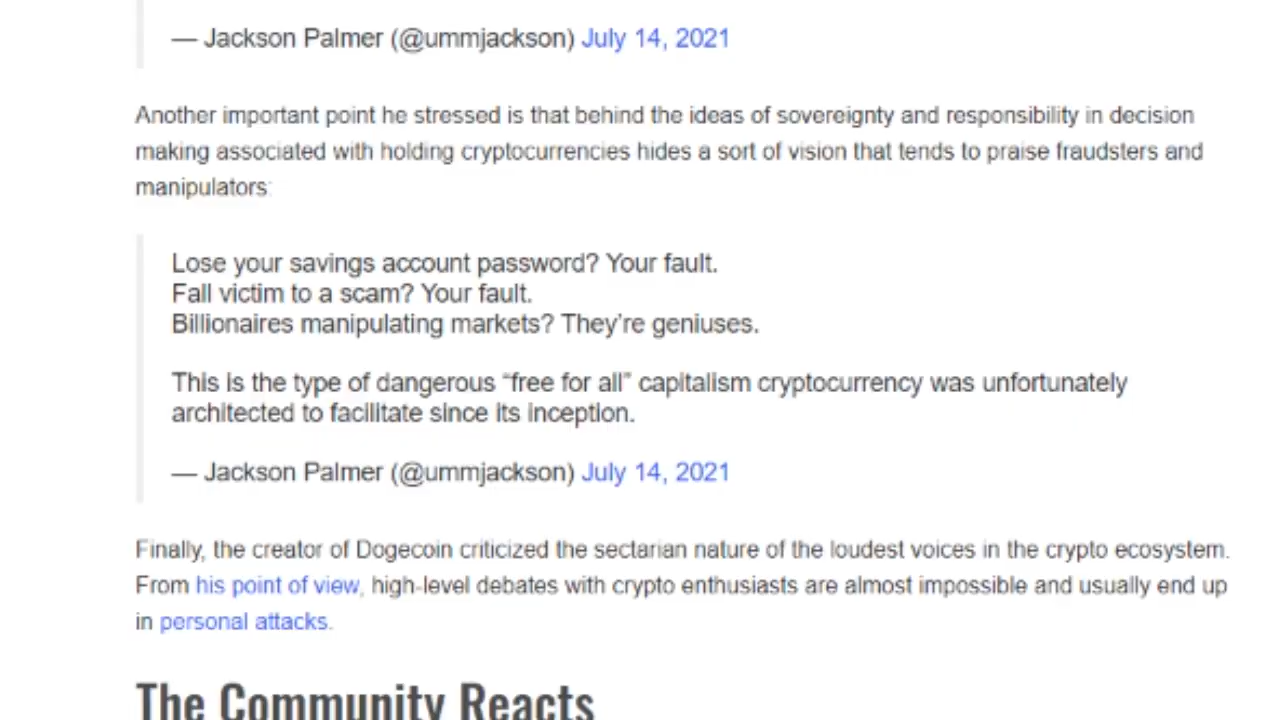 — Jackson Palmer (@ummjackson) July 14, 2021
Another important point he stressed is that behind the ideas of sovereignty and responsibility in decision
making associated with holding cryptocurrencies hides a sort of vision that tends to praise fraudsters and
manipulators:
Lose your savings account password? Your fault.
Fall victim to a scam? Your fault.
Billionaires manipulating markets? They’re geniuses.
This is the type of dangerous “free for all” capitalism cryptocurrency was unfortunately
architected to facilitate since its inception.
— Jackson Palmer (@ummjackson) July 14, 2021
Finally, the creator of Dogecoin criticized the sectarian nature of the loudest voices in the crypto ecosystem.
From his point of view, high-level debates with crypto enthusiasts are almost impossible and usually end up
in personal attacks.
The Community Reacts